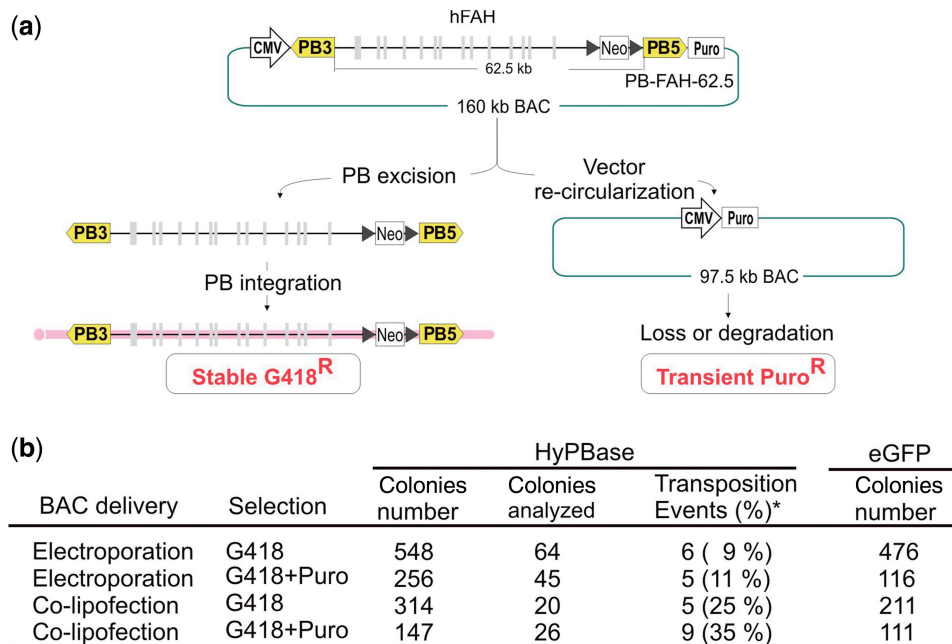 (a)
hFAH
CMV PB3 Neo PB5 Puro
62.5 kb
PB-FAH-62.5
160 kb BAC
PB excision
Vector
re-circularization
PB3 Neo PB5
CMV Puro
97.5 kb BAC
PB integration
Loss or degradation
PB3 Neo PB5
Stable G418R
Transient PuroR
(b)
HyPBase eGFP
BAC delivery Selection Colonies number Colonies analyzed Transposition Events (%)* Colonies number
Electroporation G418 548 64 6 ( 9 %) 476
Electroporation G418+Puro 256 45 5 (11 %) 116
Co-lipofection G418 314 20 5 (25 %) 211
Co-lipofection G418+Puro 147 26 9 (35 %) 111